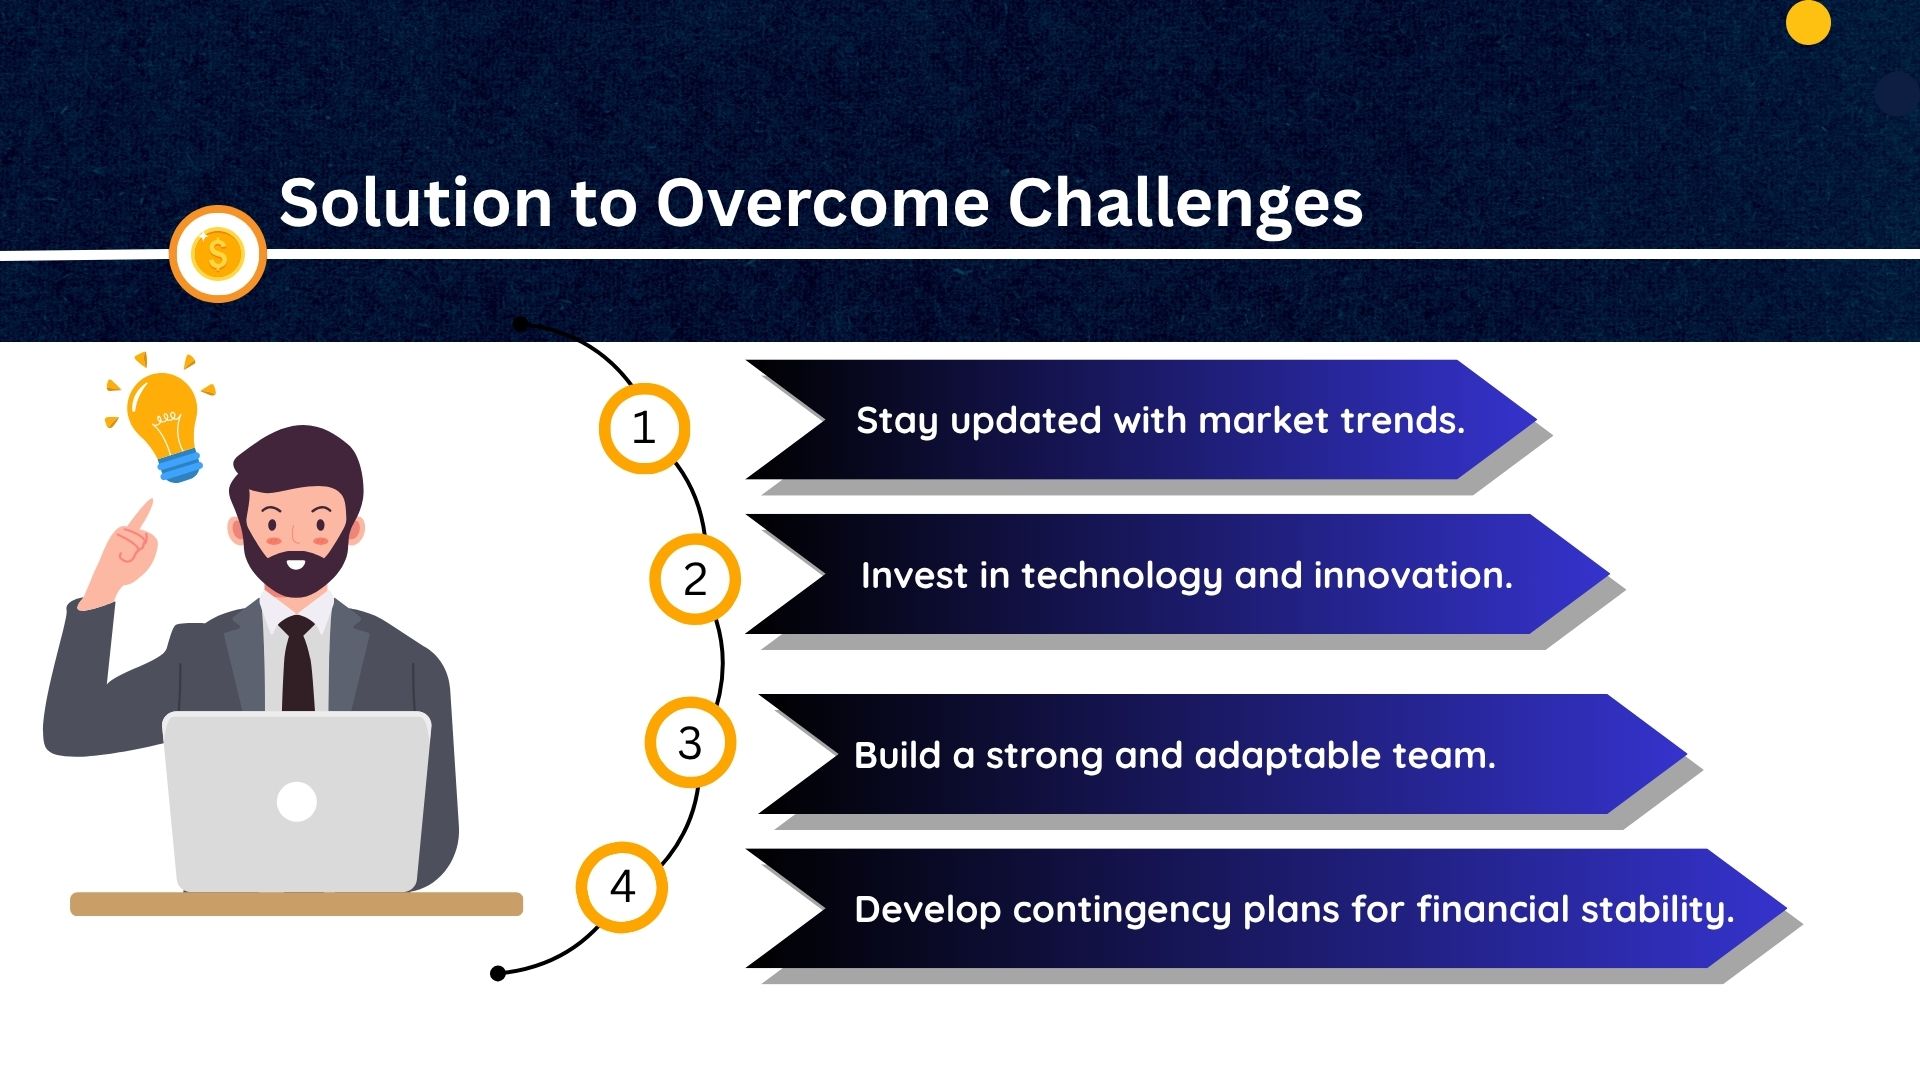 Solution to Overcome Challenges
$
1
Stay updated with market trends.
2
Invest in technology and innovation.
3
Build a strong and adaptable team.
4
Develop contingency plans for financial stability.